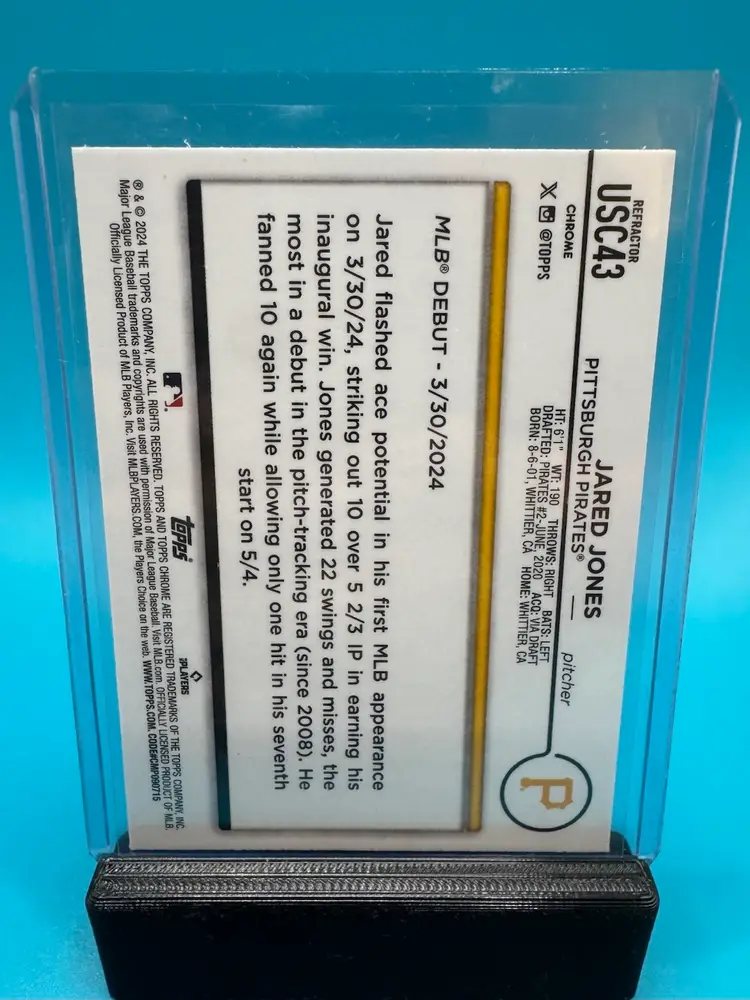 REFRACTOR
USC43
CHROME
@TOPPS
JARED JONES
pitcher
PITTSBURGH PIRATES®
HT: 6'1" WT: 190 THROWS: RIGHT BATS: LEFT
DRAFTED: PIRATES #2-JUNE, 2020 ACQ: VIA DRAFT
BORN: 8-6-01, WHITTIER, CA HOME: WHITTIER, CA
P
MLB® DEBUT - 3/30/2024
Jared flashed ace potential in his first MLB appearance
on 3/30/24, striking out 10 over 5 2/3 IP in earning his
inaugural win. Jones generated 22 swings and misses, the
most in a debut in the pitch-tracking era (since 2008). He
fanned 10 again while allowing only one hit in his seventh
start on 5/4.
topps®
PLAYERS
® & © 2024 THE TOPPS COMPANY, INC. ALL RIGHTS RESERVED. TOPPS AND TOPPS CHROME ARE REGISTERED TRADEMARKS OF THE TOPPS COMPANY, INC.
Major League Baseball trademarks and copyrights are used with permission of Major League Baseball. Visit MLB.com. OFFICIALLY LICENSED PRODUCT OF MLB
Officially Licensed Product of MLB Players, Inc. Visit MLBPLAYERS.COM, the Players Choice on the web. WWW.TOPPS.COM. CODE#CMP090715